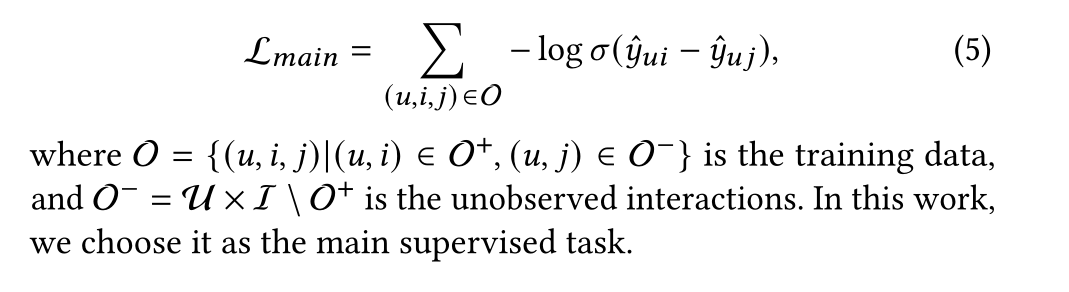 ℒ_main = ∑_{(u,i,j)∈𝒪} − log σ(ŷ_ui − ŷ_uj), (5)
where 𝒪 = {(u, i, j)|(u, i) ∈ 𝒪⁺, (u, j) ∈ 𝒪⁻} is the training data,
and 𝒪⁻ = 𝒰 × ℐ \ 𝒪⁺ is the unobserved interactions. In this work,
we choose it as the main supervised task.